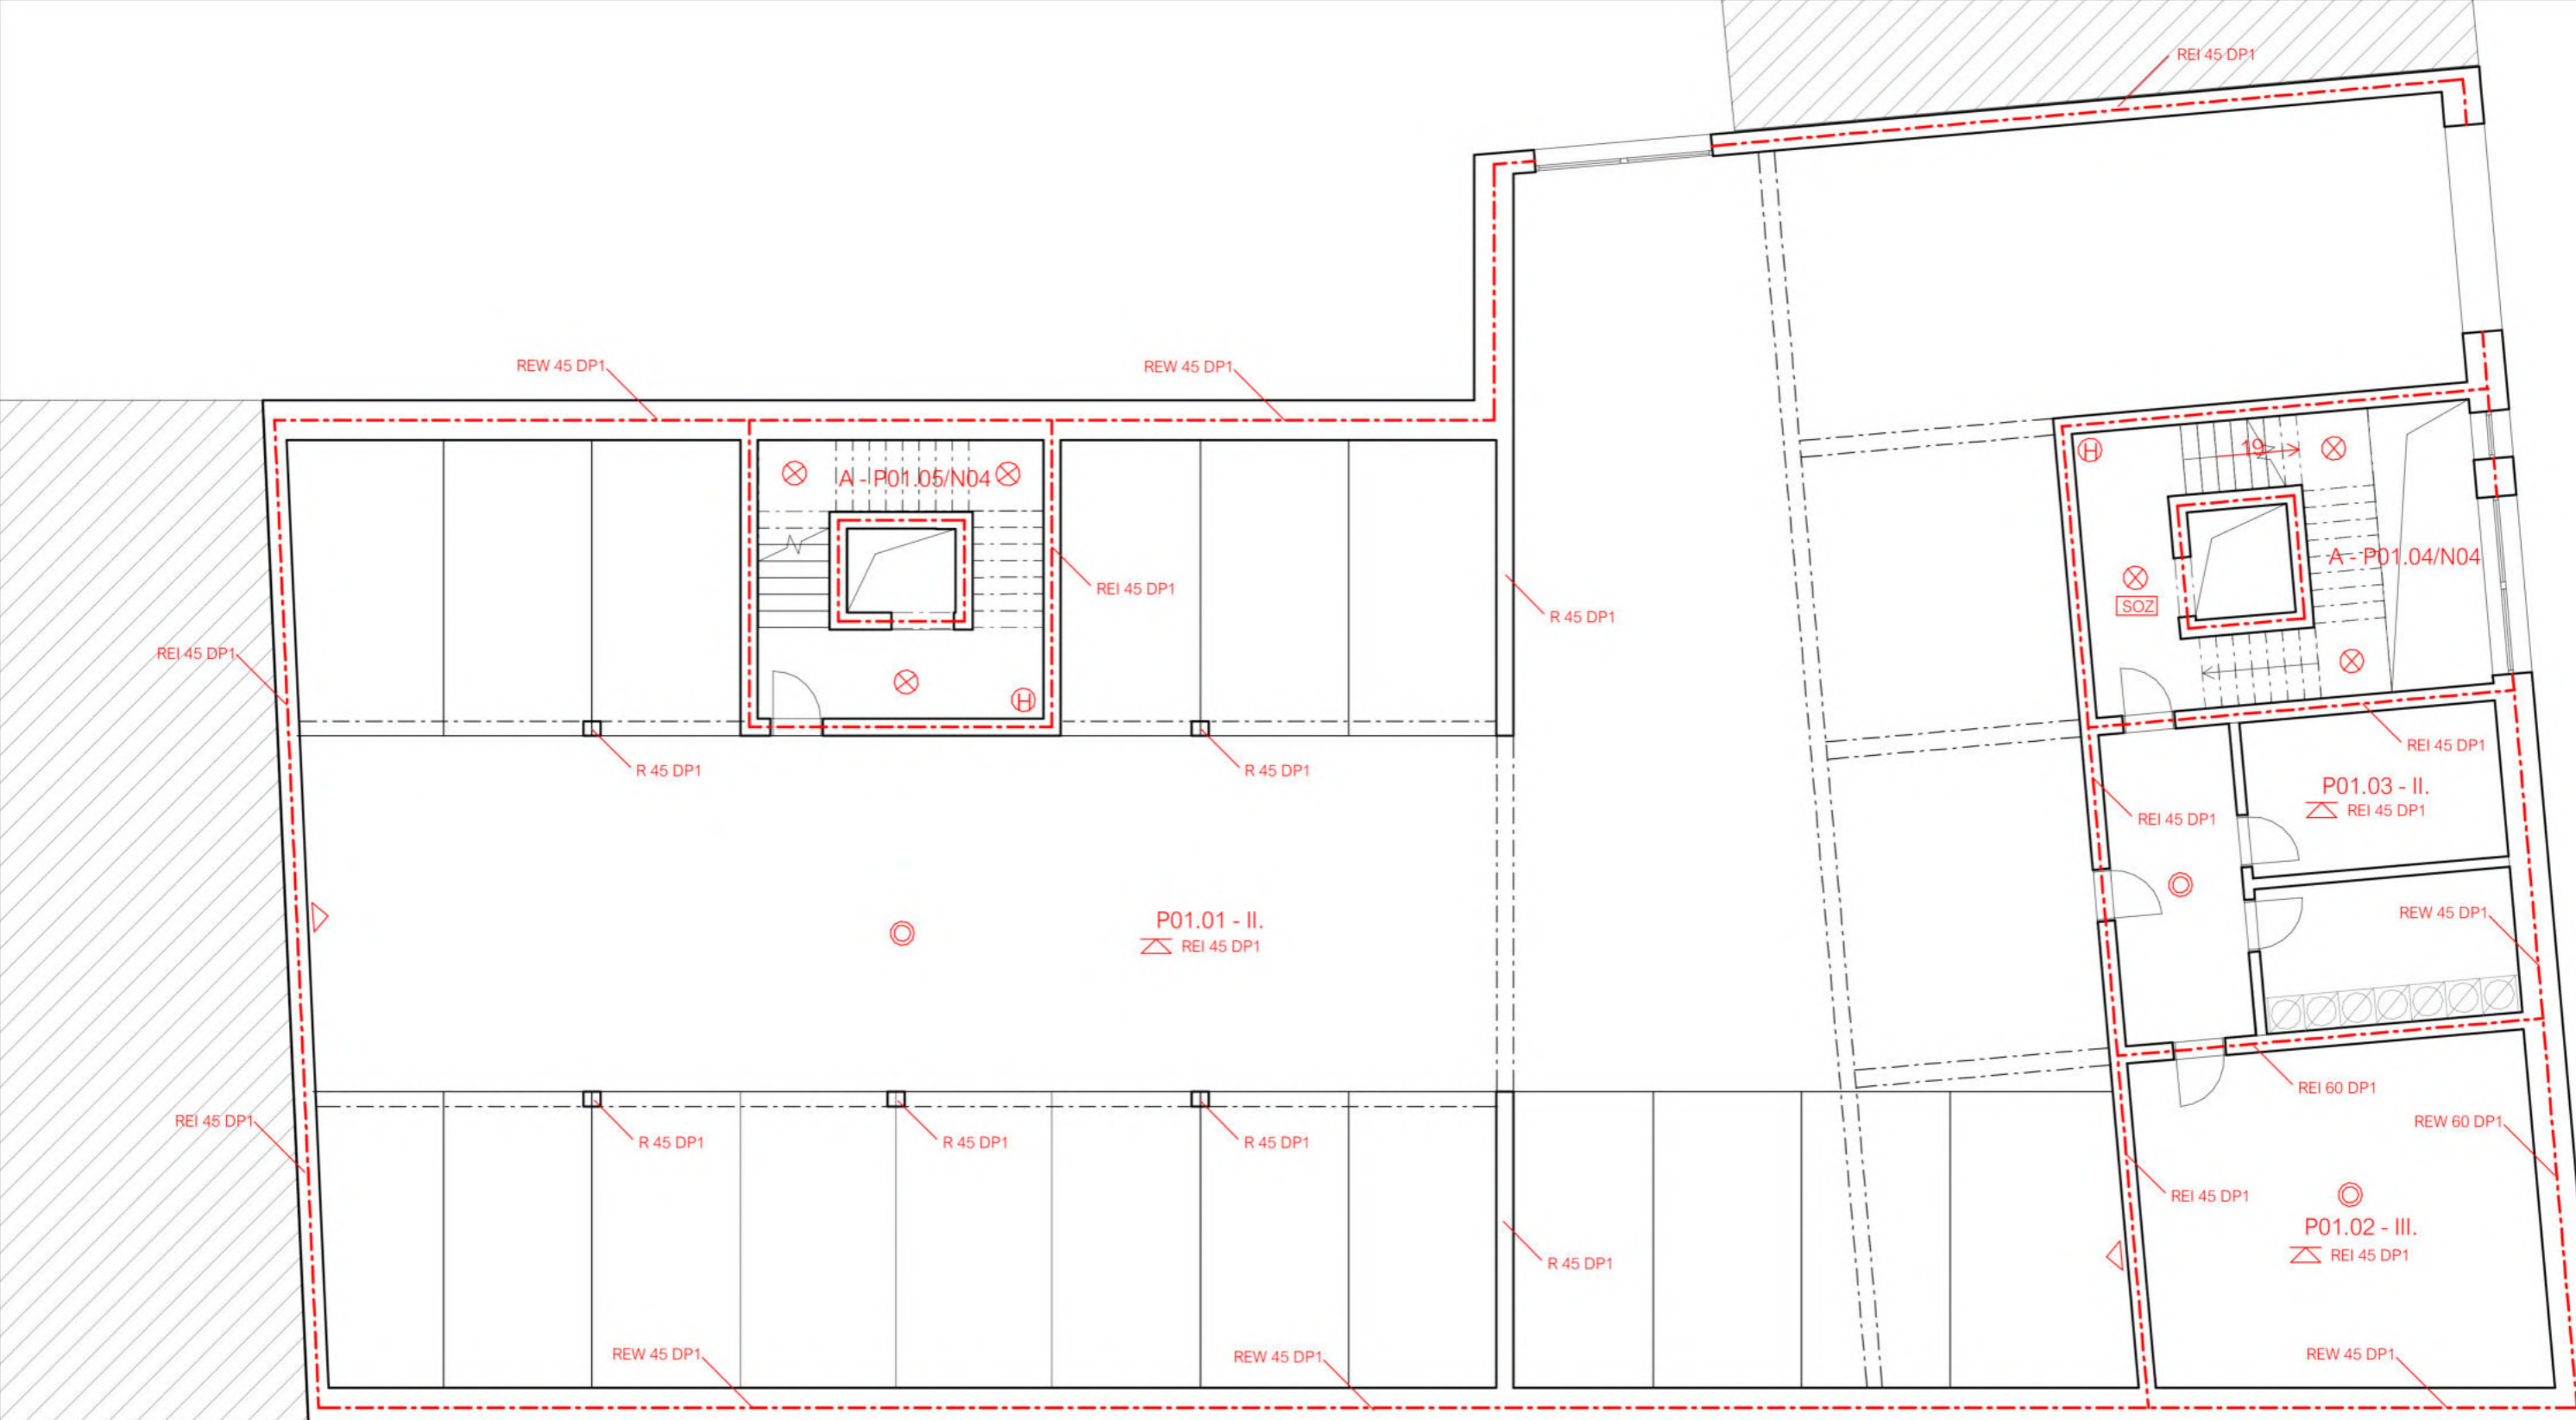 REI 45 DP1
REW 45 DP1
REW 45 DP1
A - P01.05/N04
H
19
A - P01.04/N04
REI 45 DP1
SOZ
R 45 DP1
REI 45 DP1
H
REI 45 DP1
R 45 DP1
R 45 DP1
P01.03 - II.
REI 45 DP1
REI 45 DP1
P01.01 - II.
REI 45 DP1
REW 45 DP1
REI 60 DP1
REI 45 DP1
R 45 DP1
R 45 DP1
R 45 DP1
REW 60 DP1
REI 45 DP1
P01.02 - III.
REI 45 DP1
R 45 DP1
REW 45 DP1
REW 45 DP1
REW 45 DP1